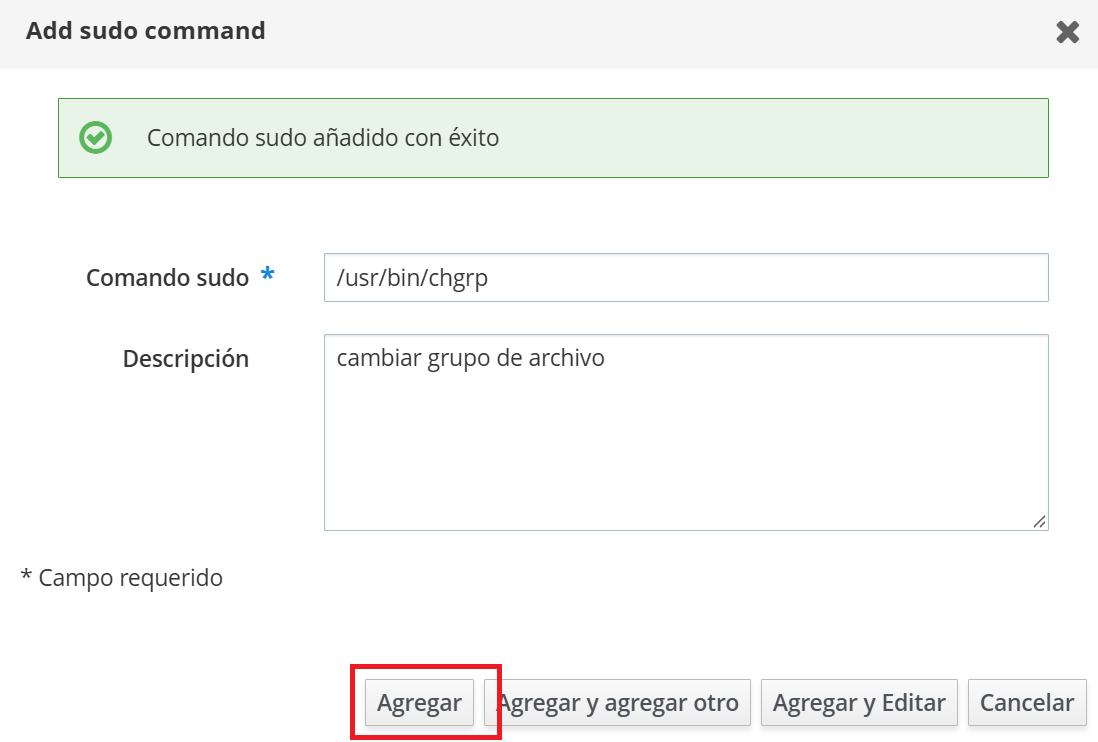 Add sudo command
Comando sudo añadido con éxito
Comando sudo *
/usr/bin/chgrp
Descripción
cambiar grupo de archivo
* Campo requerido
Agregar
Agregar y agregar otro
Agregar y Editar
Cancelar